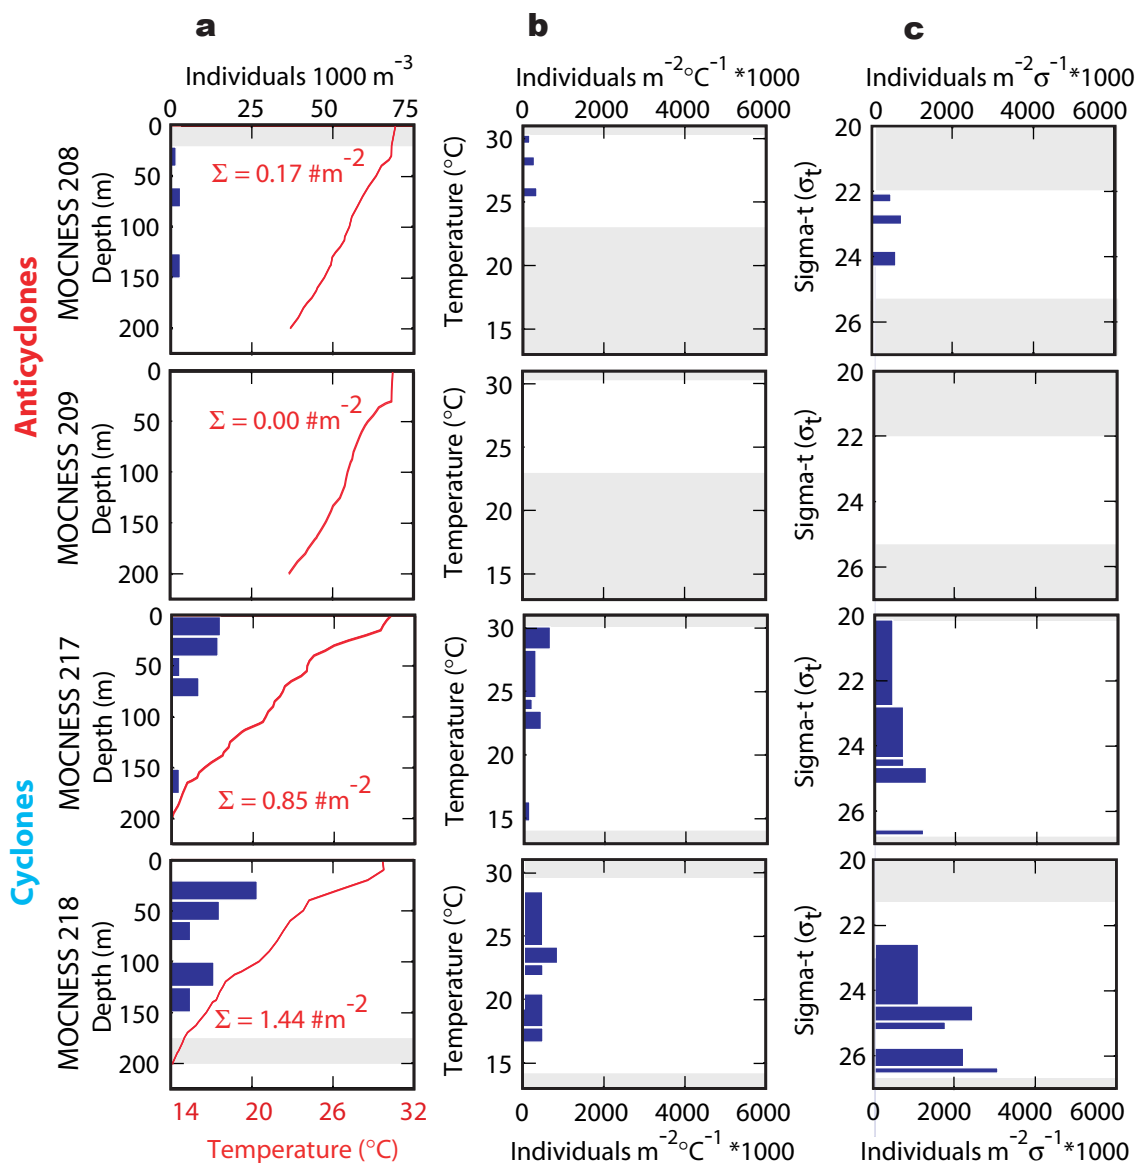 a
b
c
Individuals 1000 m⁻³
Individuals m⁻²°C⁻¹ *1000
Individuals m⁻²σ⁻¹*1000
0 25 50 75
0 2000 4000 6000
0 2000 4000 6000
Anticyclones
MOCNESS 208
Depth (m)
0
50
100
150
200
Σ = 0.17 #m⁻²
Temperature (°C)
30
25
20
15
Sigma-t (σt)
20
22
24
26
MOCNESS 209
Depth (m)
0
50
100
150
200
Σ = 0.00 #m⁻²
Temperature (°C)
30
25
20
15
Sigma-t (σt)
20
22
24
26
Cyclones
MOCNESS 217
Depth (m)
0
50
100
150
200
Σ = 0.85 #m⁻²
Temperature (°C)
30
25
20
15
Sigma-t (σt)
20
22
24
26
MOCNESS 218
Depth (m)
0
50
100
150
200
Σ = 1.44 #m⁻²
Temperature (°C)
30
25
20
15
Sigma-t (σt)
20
22
24
26
14 20 26 32
Temperature (°C)
0 2000 4000 6000
Individuals m⁻²°C⁻¹ *1000
0 2000 4000 6000
Individuals m⁻²σ⁻¹*1000